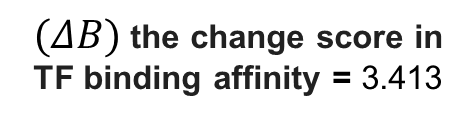 (ΔB) the change score in
TF binding affinity = 3.413